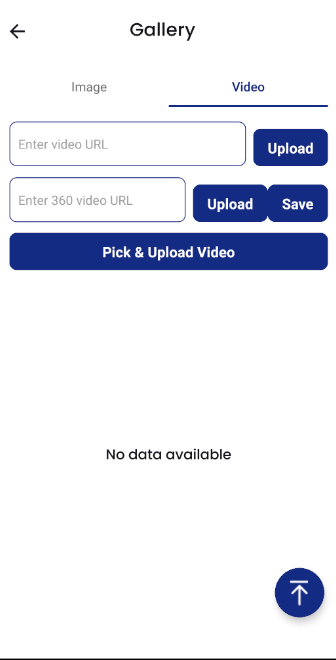 Gallery
Image Video
Enter video URL Upload
Enter 360 video URL Upload Save
Pick & Upload Video
No data available